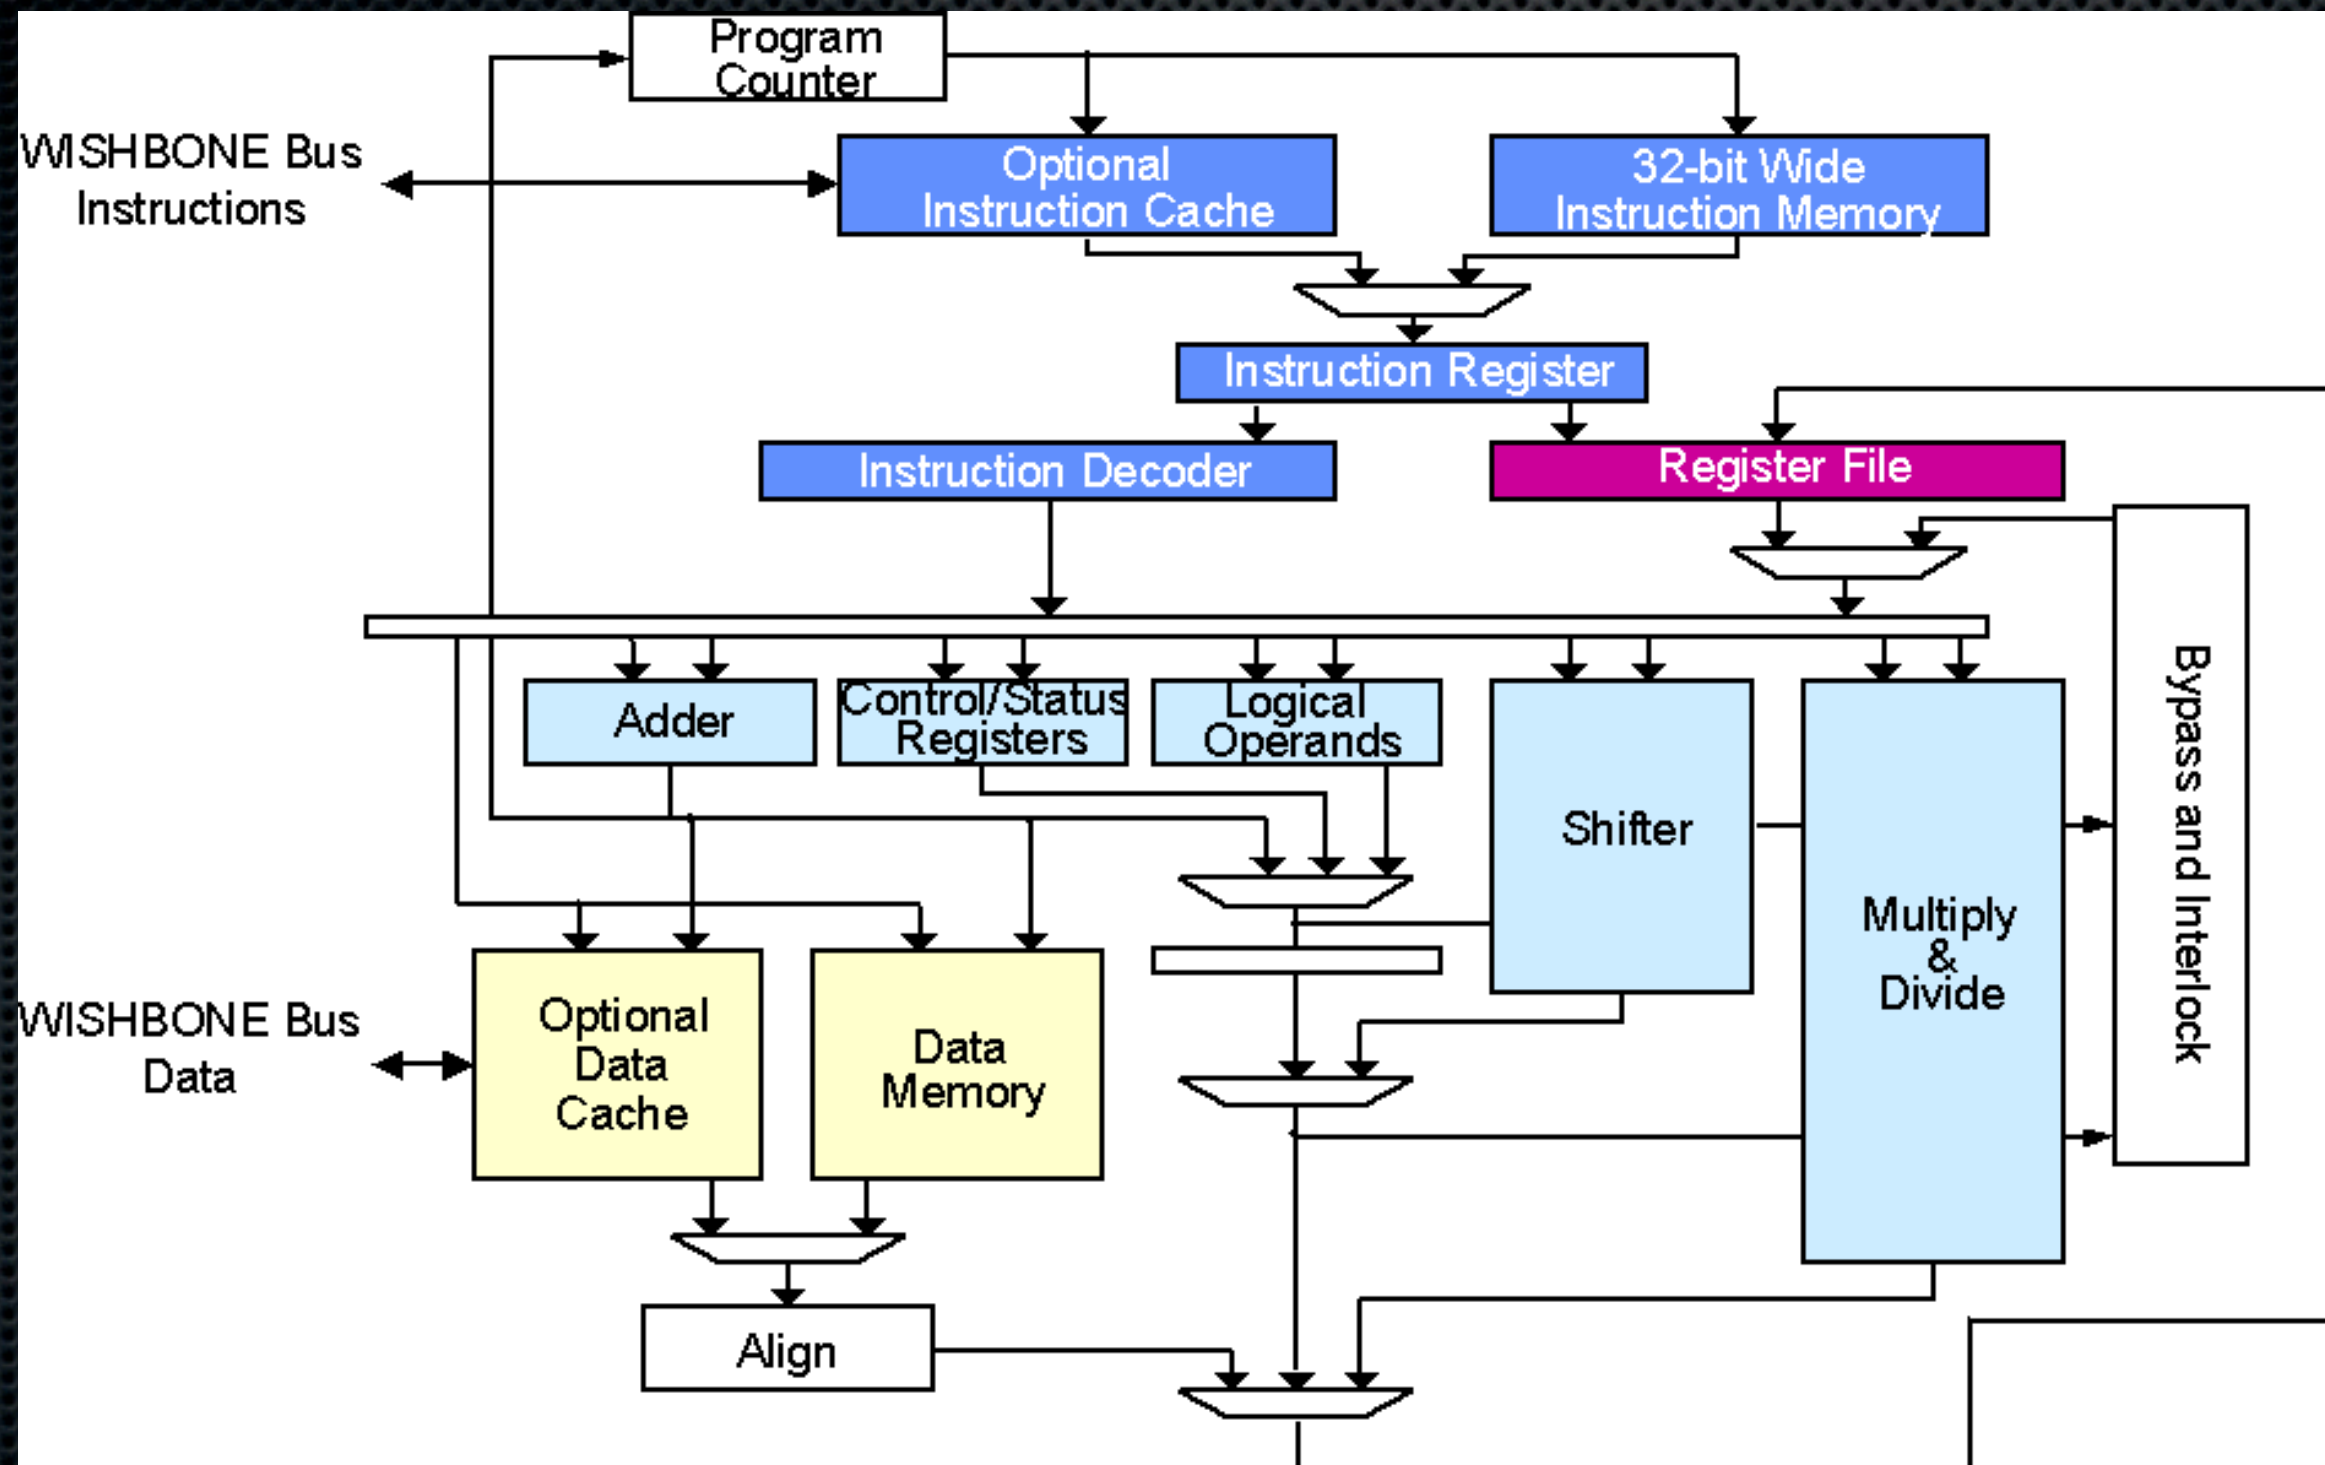 Program
Counter
WISHBONE Bus
Instructions
Optional
Instruction Cache
32-bit Wide
Instruction Memory
Instruction Register
Instruction Decoder
Register File
Adder
Control/Status
Registers
Logical
Operands
Shifter
Multiply
&
Divide
Bypass and Interlock
WISHBONE Bus
Data
Optional
Data
Cache
Data
Memory
Align